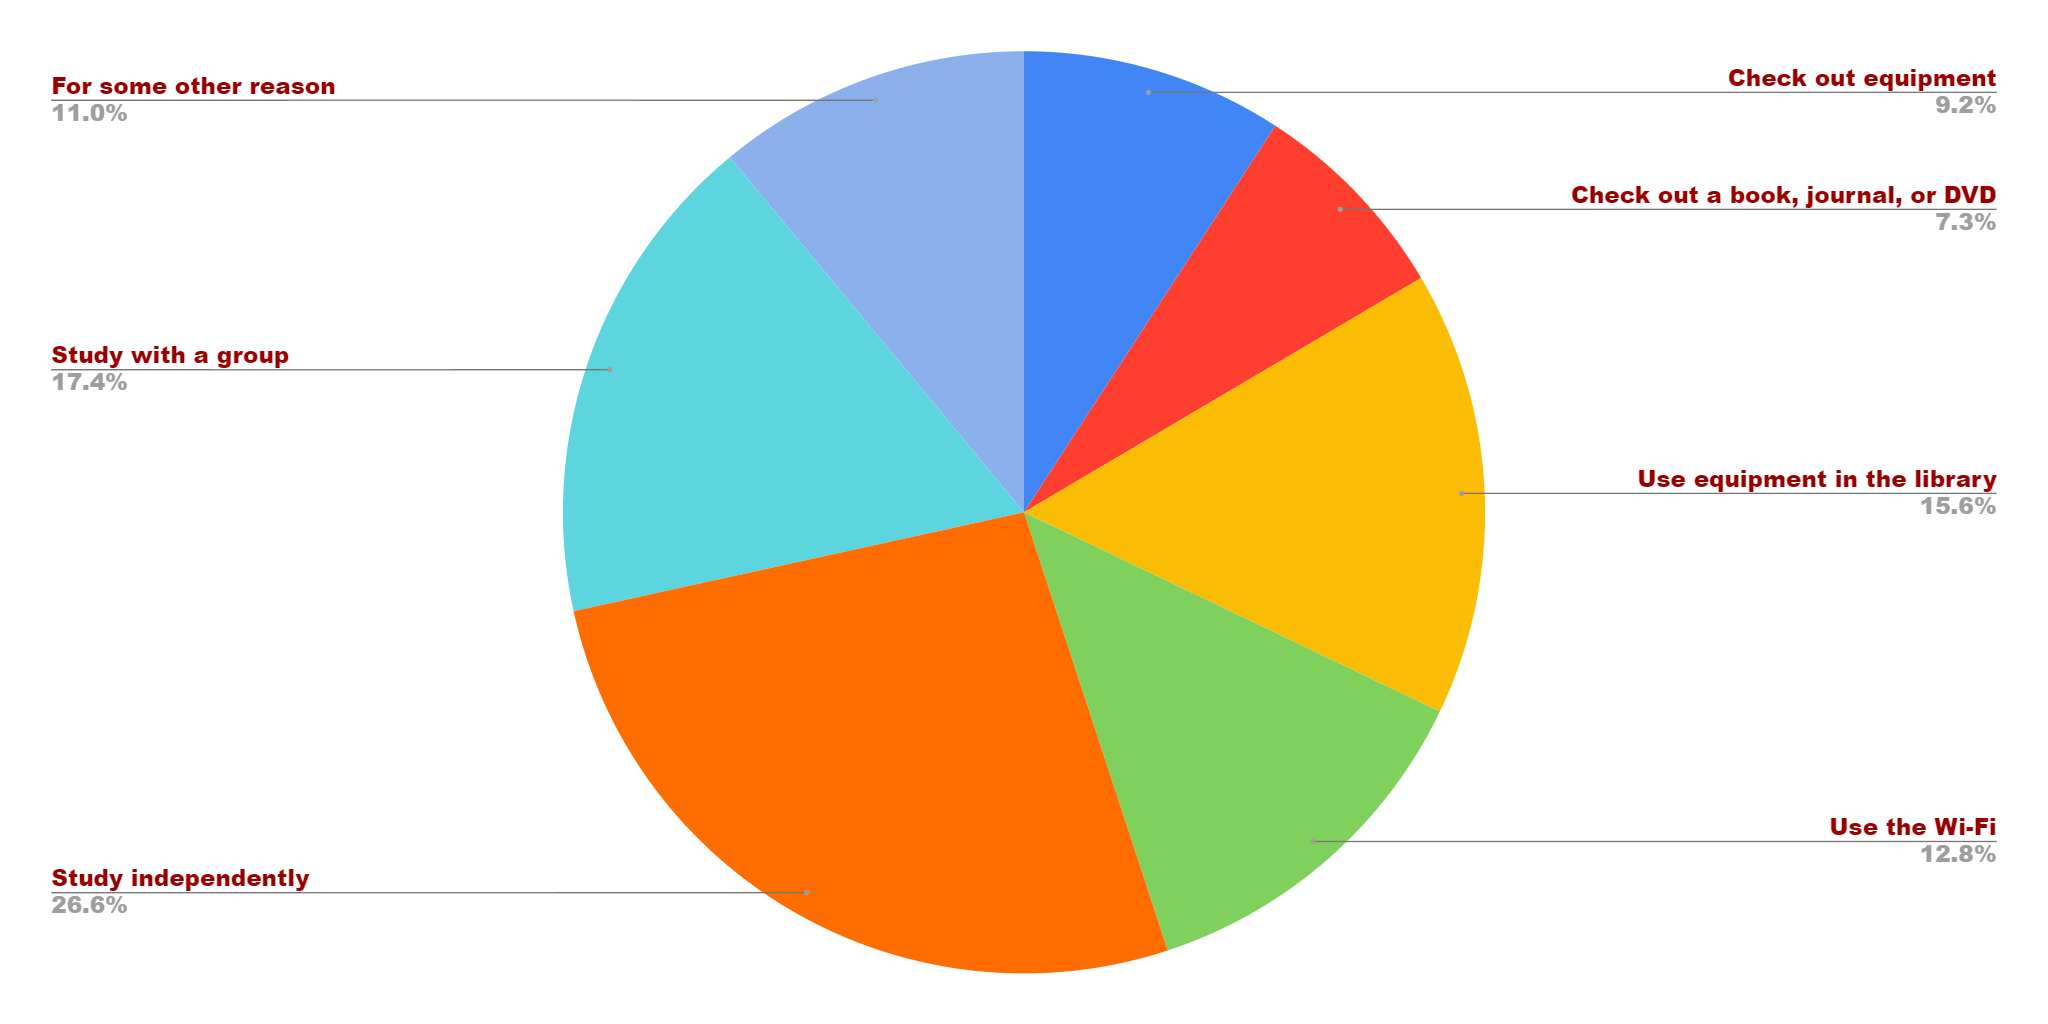 For some other reason
11.0%
Study with a group
17.4%
Study independently
26.6%
Check out equipment
9.2%
Check out a book, journal, or DVD
7.3%
Use equipment in the library
15.6%
Use the Wi-Fi
12.8%